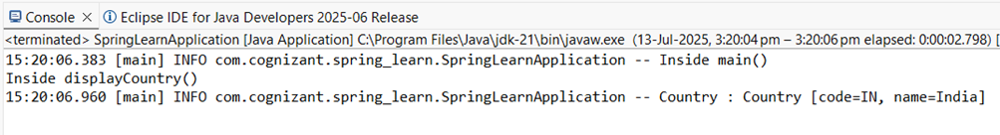 Console × Eclipse IDE for Java Developers 2025-06 Release
<terminated> SpringLearnApplication [Java Application] C:\Program Files\Java\jdk-21\bin\javaw.exe (13-Jul-2025, 3:20:04 pm – 3:20:06 pm elapsed: 0:00:02.798) [
15:20:06.383 [main] INFO com.cognizant.spring_learn.SpringLearnApplication -- Inside main()
Inside displayCountry()
15:20:06.960 [main] INFO com.cognizant.spring_learn.SpringLearnApplication -- Country : Country [code=IN, name=India]